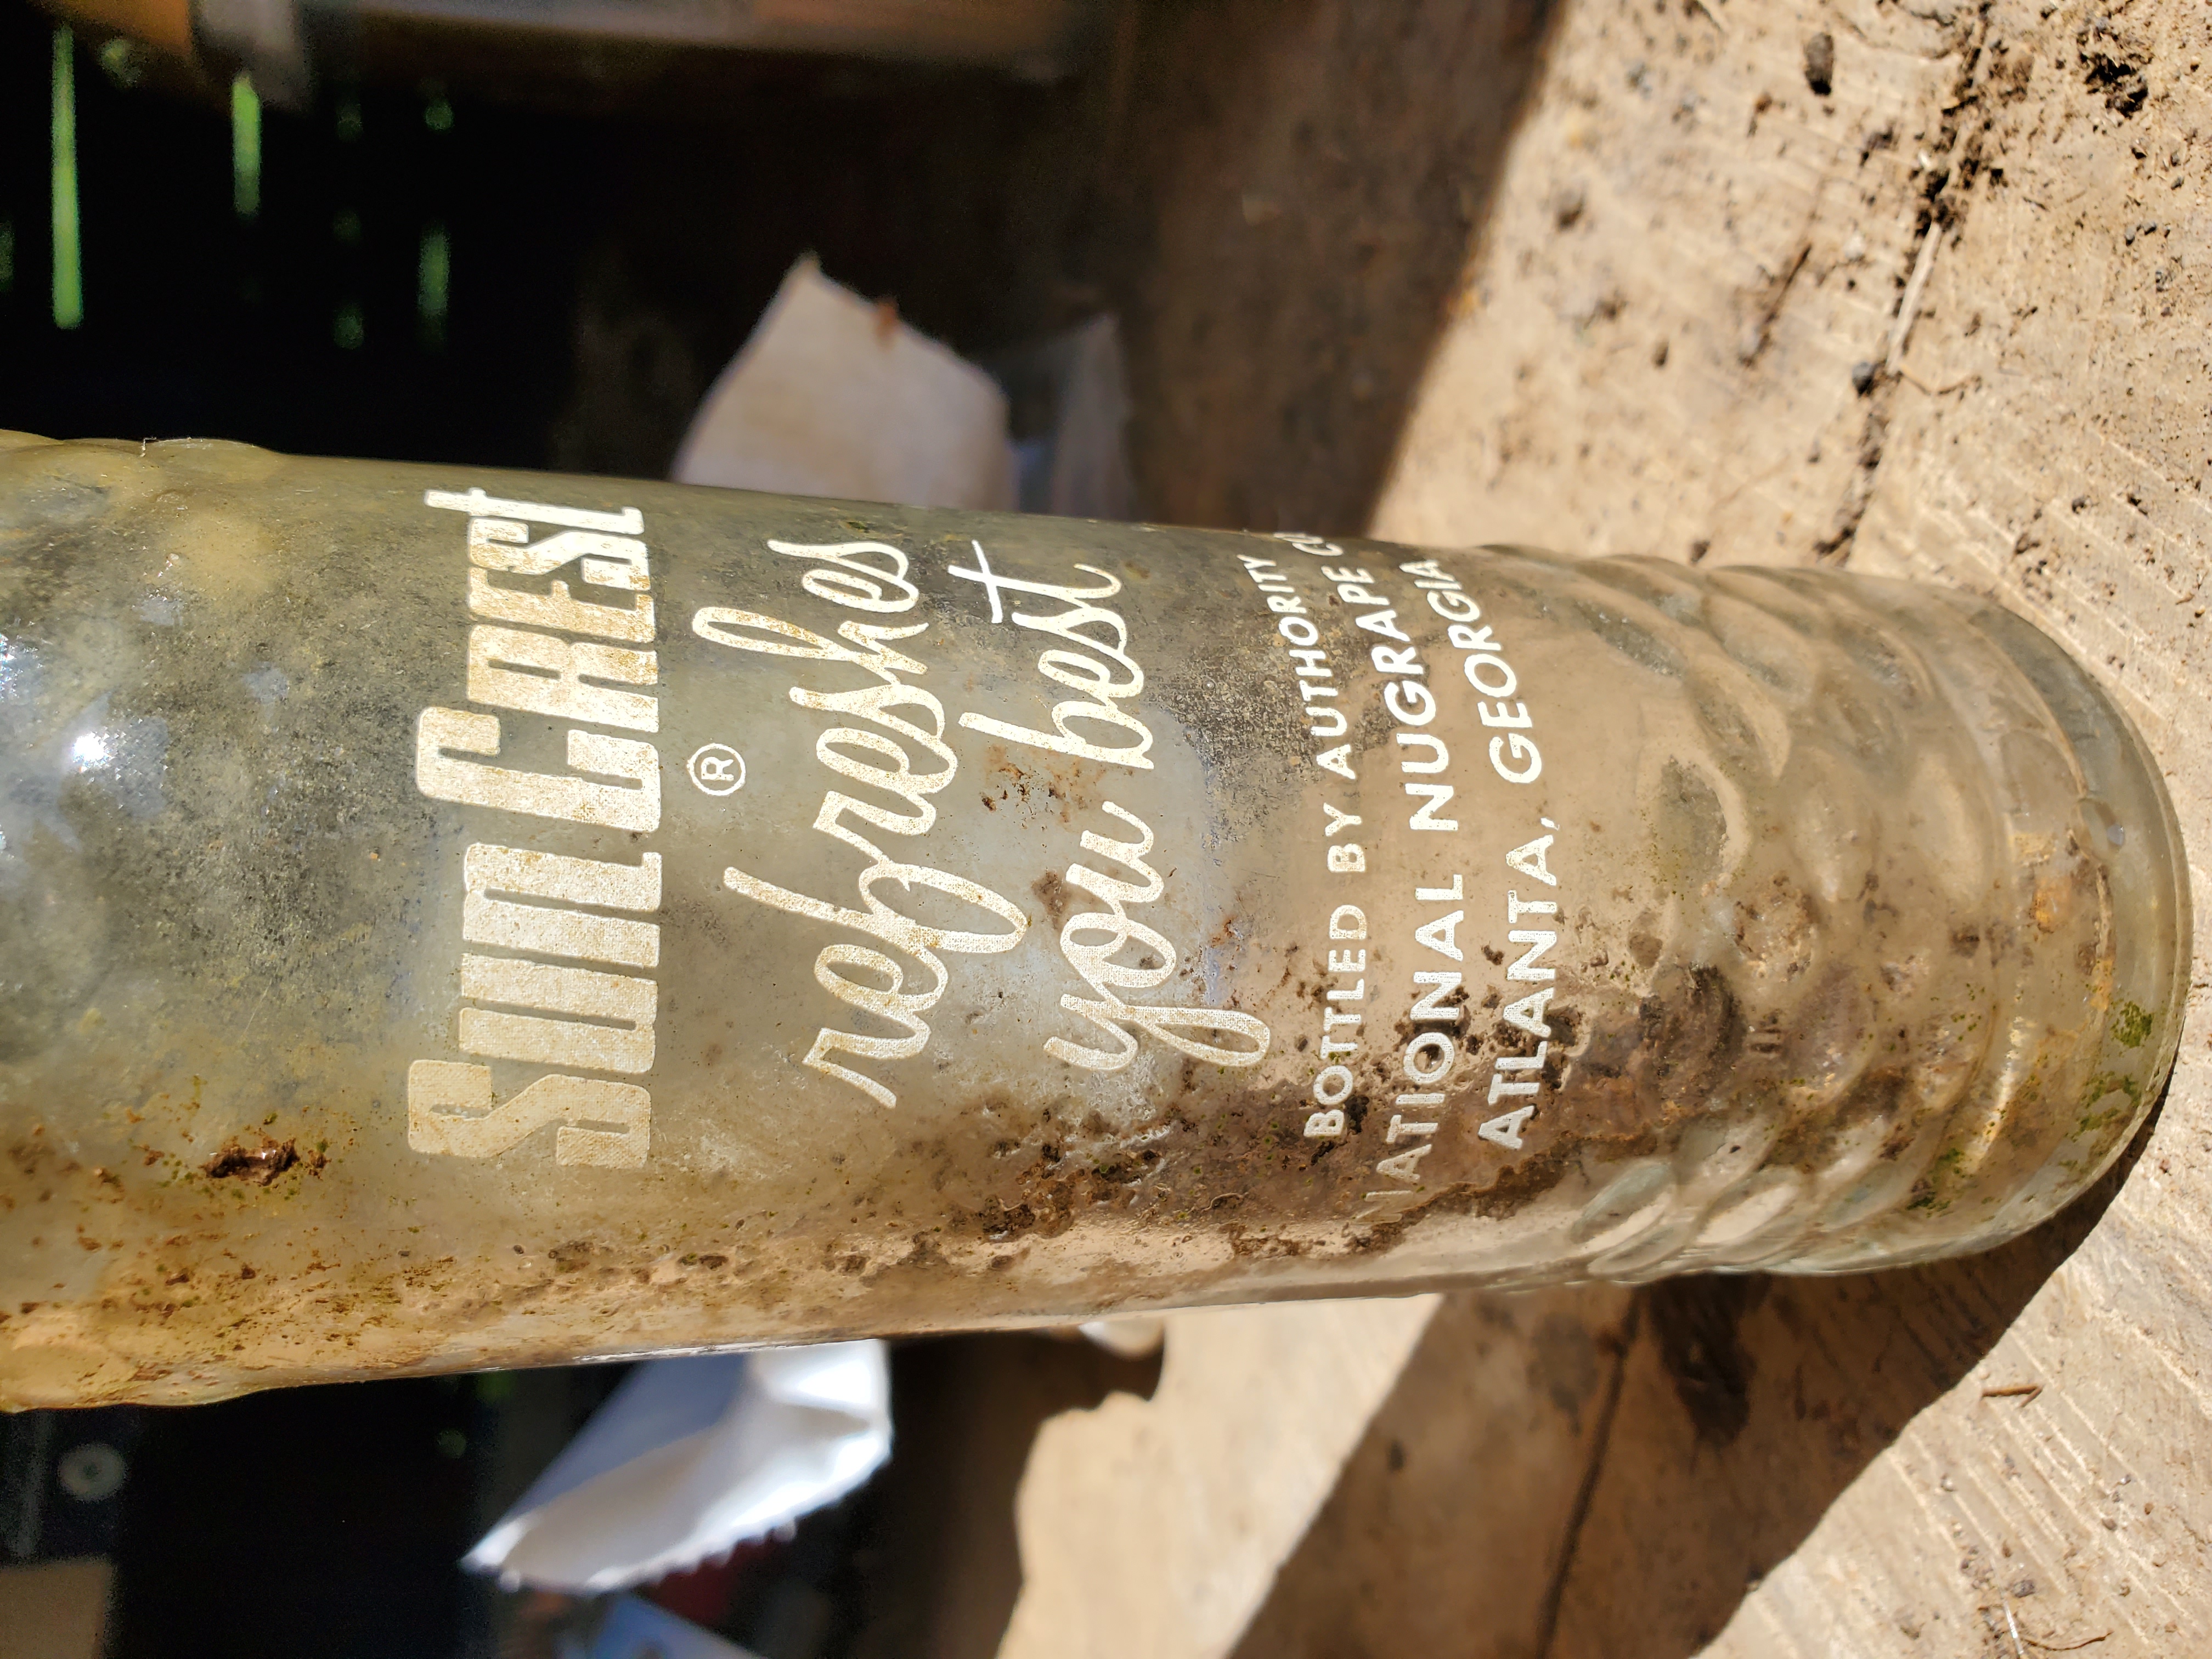 SUN CREST
®
refreshes
you best
BOTTLED BY AUTHORITY
NATIONAL NUGRAPE
ATLANTA, GEORGIA